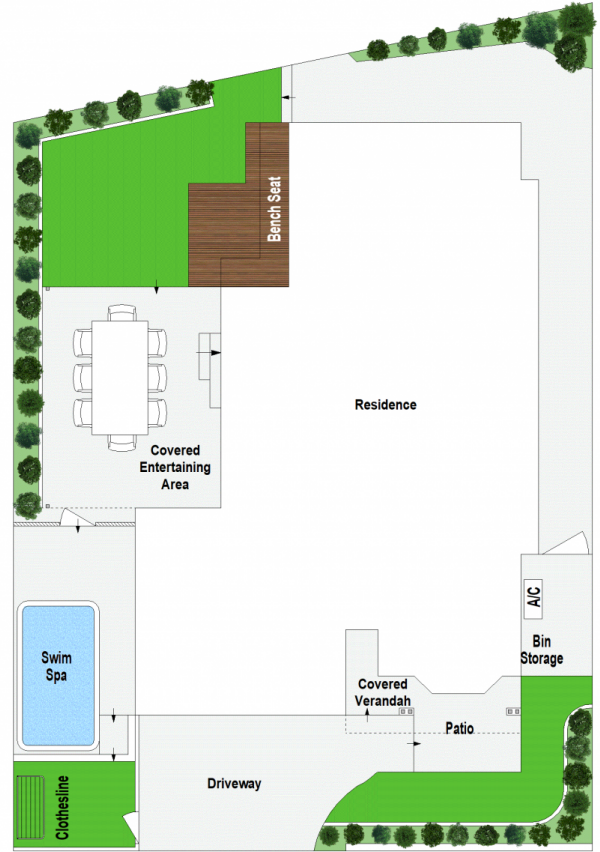 Bench Seat
Residence
Covered
Entertaining
Area
A/C
Bin
Storage
Swim
Spa
Covered
Verandah
Patio
Driveway
Clothesline